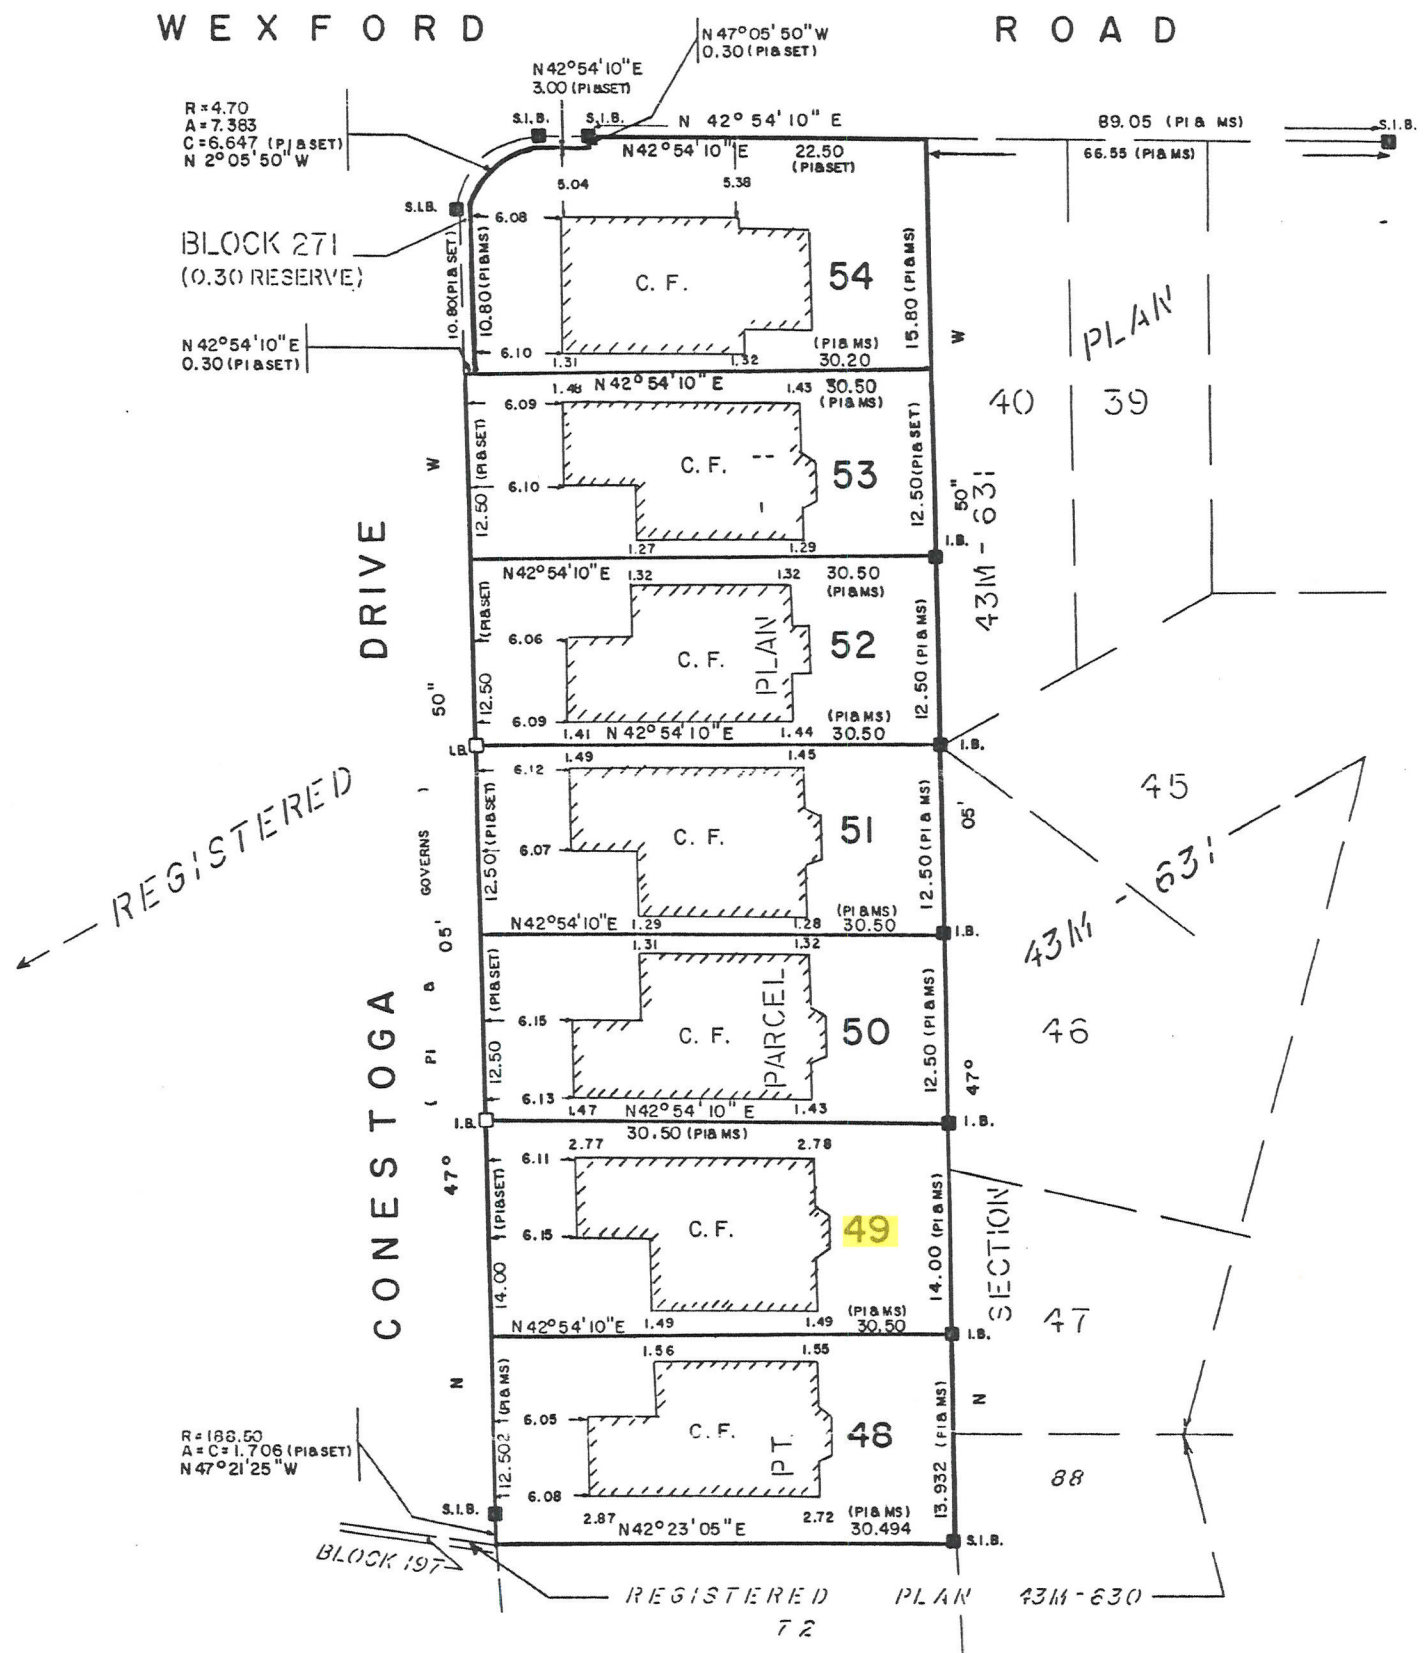 WEXFORD ROAD
N 47°05'50"W
0.30 (PI & SET)
N 42°54'10"E
3.00 (PI&SET)
R=4.70
A=7.383
C=6.647 (PI&SET)
N 2°05'50"W
S.I.B.
S.I.B.
N 42°54'10"E
89.05 (PI & MS)
S.I.B.
N42°54'10"E
22.50
(PI&SET)
66.55 (PI&MS)
5.04
5.38
S.I.B.
6.08
BLOCK 271
(0.30 RESERVE)
10.80(PI&SET)
10.80(PI&MS)
C. F.
54
15.80 (PI&MS)
W
PLAN
N 42°54'10"E
0.30 (PI&SET)
6.10
1.31
1.32
(PI&MS)
30.20
1.48
N 42°54'10"E
1.43
30.50
(PI&MS)
6.09
40
39
W
12.50 (PI&SET)
C. F.
53
12.50(PI&SET)
50"
43M-631
6.10
1.27
1.29
I.B.
DRIVE
N42°54'10"E
1.32
1.32
30.50
(PI&MS)
12.50 (PI&SET)
6.06
C. F.
PLAN
52
12.50 (PI&MS)
50"
6.09
(PI&MS)
1.41
N 42°54'10"E
1.44
30.50
I.B.
I.B.
1.49
1.45
6.12
REGISTERED
(PI & GOVERNS)
12.50 (PI&SET)
C. F.
51
12.50 (PI & MS)
05'
45
6.07
43M - 631
05'
(PI&MS)
N42°54'10"E
1.29
1.28
30.50
I.B.
1.31
1.32
12.50 (PI&SET)
6.15
C. F.
PARCEL
50
12.50 (PI&MS)
46
CONESTOGA
47°
6.13
1.47
N42°54'10"E
1.43
I.B.
I.B.
30.50 (PI&MS)
2.77
2.78
6.11
47°
14.00 (PI&SET)
6.15
C. F.
49
14.00 (PI&MS)
SECTION
47
(PI&MS)
N42°54'10"E
1.49
1.49
30.50
I.B.
1.56
1.55
N
12.502 (PI&MS)
6.05
C. F.
PT.
48
13.932 (PI&MS)
N
R=188.50
A=C=1.706 (PI&SET)
N47°21'25"W
88
6.08
S.I.B.
2.87
N42°23'05"E
2.72
(PI&MS)
30.494
S.I.B.
BLOCK 197
REGISTERED PLAN 43M-630